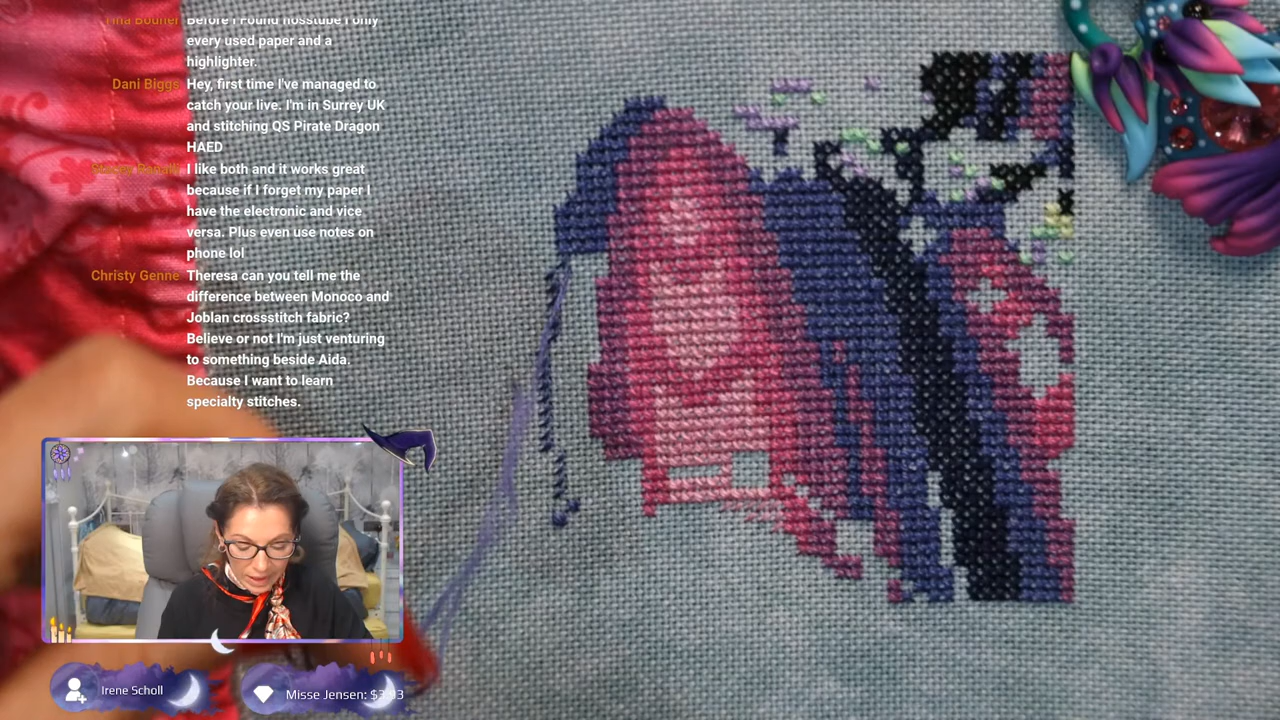 Tina Bodner Before I Found flosstube I only
every used paper and a
highlighter.
Dani Biggs Hey, first time I've managed to
catch your live. I'm in Surrey UK
and stitching QS Pirate Dragon
HAED
I like both and it works great
because if I forget my paper I
have the electronic and vice
versa. Plus even use notes on
phone lol
Christy Genne Theresa can you tell me the
difference between Monoco and
Joblan crossstitch fabric?
Believe or not I'm just venturing
to something beside Aida.
Because I want to learn
specialty stitches.
Irene Scholl
Misse Jensen: $3.03